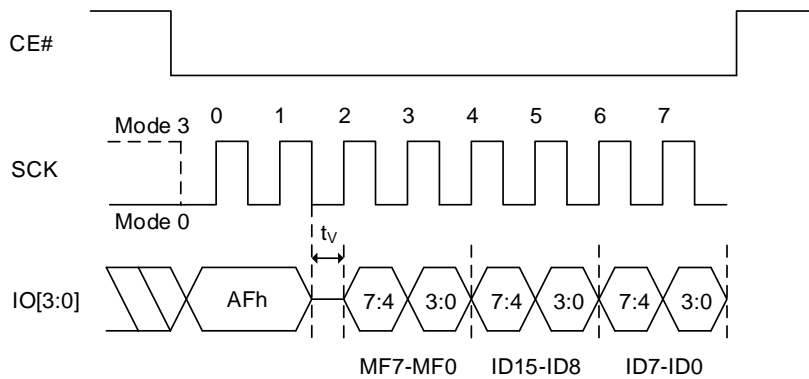 CE#
0 1 2 3 4 5 6 7
Mode 3
SCK
Mode 0
tV
IO[3:0] AFh 7:4 3:0 7:4 3:0 7:4 3:0
MF7-MF0 ID15-ID8 ID7-ID0